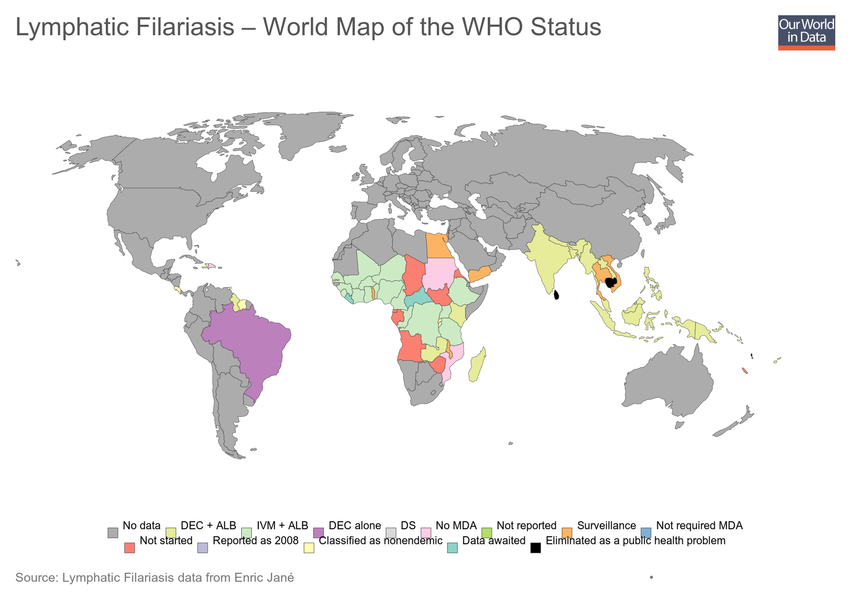 Lymphatic Filariasis – World Map of the WHO Status
Our World
in Data
No data DEC + ALB IVM + ALB DEC alone DS No MDA Not reported Surveillance Not required MDA
Not started Reported as 2008 Classified as nonendemic Data awaited Eliminated as a public health problem
Source: Lymphatic Filariasis data from Enric Jané